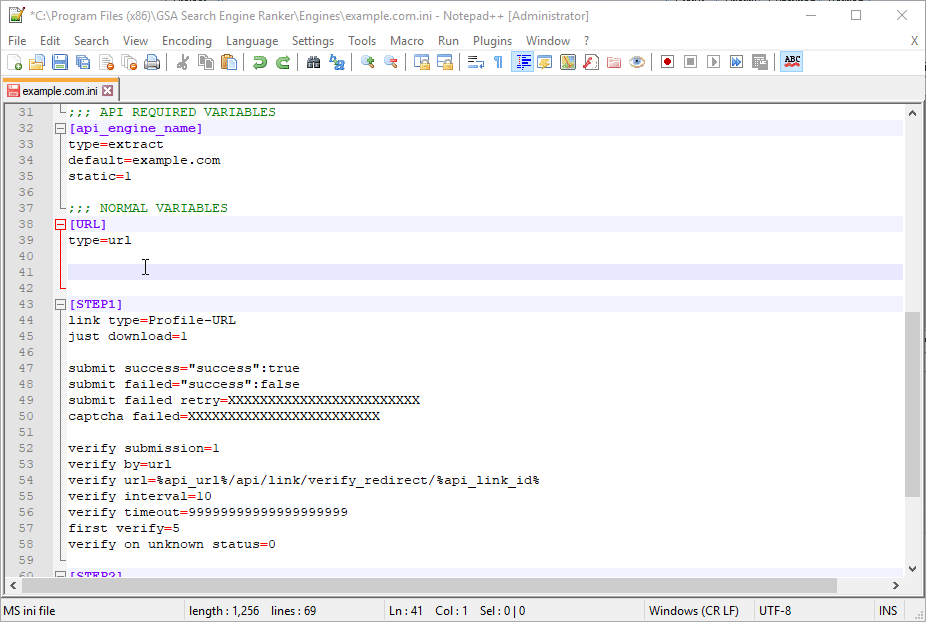 *C:\Program Files (x86)\GSA Search Engine Ranker\Engines\example.com.ini - Notepad++ [Administrator]
File Edit Search View Encoding Language Settings Tools Macro Run Plugins Window ? X
ABC
example.com.ini
31 ;;; API REQUIRED VARIABLES
32 [api_engine_name]
33 type=extract
34 default=example.com
35 static=1
36
37 ;;; NORMAL VARIABLES
38 [URL]
39 type=url
40
41
42
43 [STEP1]
44 link type=Profile-URL
45 just download=1
46
47 submit success="success":true
48 submit failed="success":false
49 submit failed retry=XXXXXXXXXXXXXXXXXXXXXXXX
50 captcha failed=XXXXXXXXXXXXXXXXXXXXXXXX
51
52 verify submission=1
53 verify by=url
54 verify url=%api_url%/api/link/verify_redirect/%api_link_id%
55 verify interval=10
56 verify timeout=99999999999999999999
57 first verify=5
58 verify on unknown status=0
59
60 [STEP2]
MS ini file length : 1,256 lines : 69 Ln : 41 Col : 1 Sel : 0 | 0 Windows (CR LF) UTF-8 INS